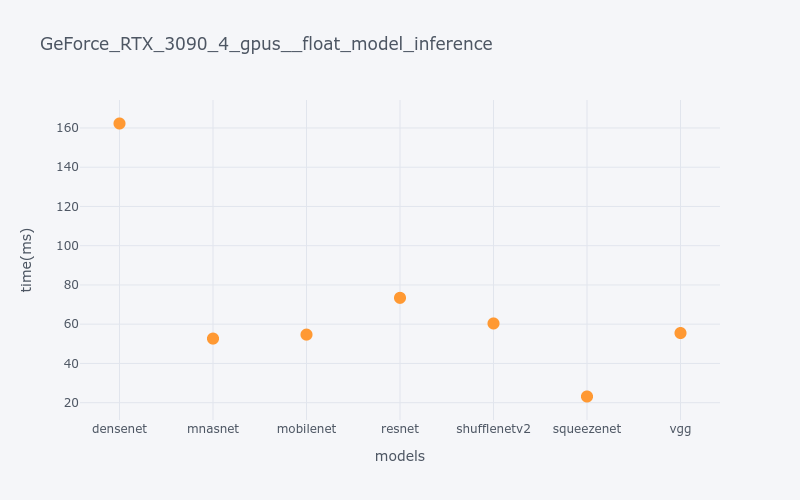 GeForce_RTX_3090_4_gpus__float_model_inference
160
140
120
100
80
60
40
20
time(ms)
densenet mnasnet mobilenet resnet shufflenetv2 squeezenet vgg
models